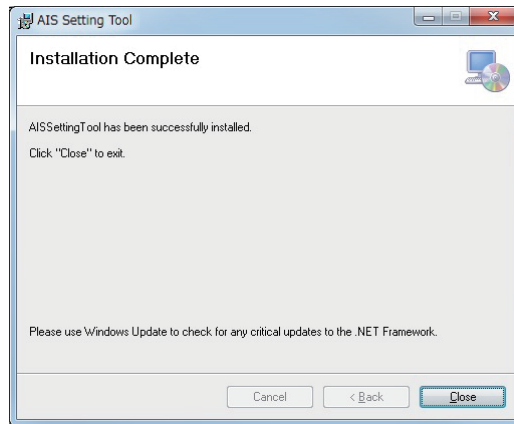 AIS Setting Tool
Installation Complete
AISSettingTool has been successfully installed.
Click "Close" to exit.
Please use Windows Update to check for any critical updates to the .NET Framework.
Cancel
< Back
Close